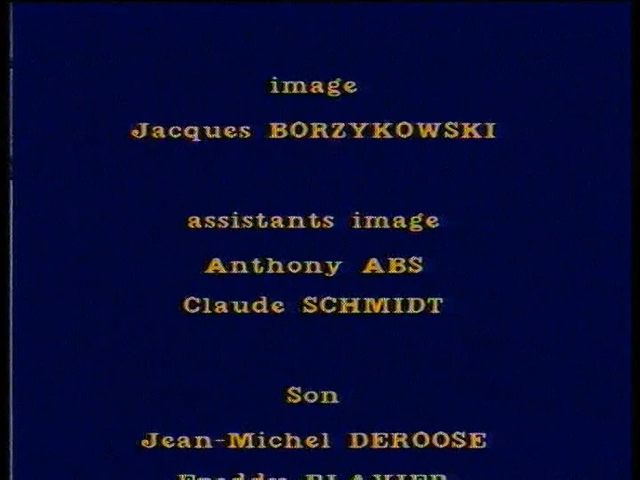 image
Jacques BORZYKOWSKI
assistants image
Anthony ABS
Claude SCHMIDT
Son
Jean-Michel DEROOSE